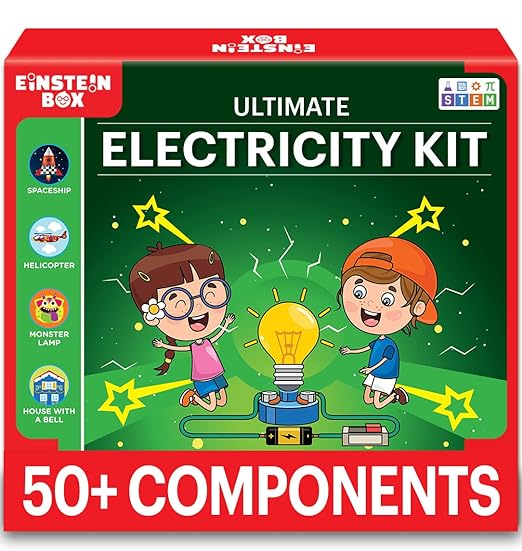 EINSTEIN
BOX
EINSTEIN
BOX
ULTIMATE
ELECTRICITY KIT
STEM
π
SPACESHIP
HELICOPTER
MONSTER
LAMP
HOUSE WITH
A BELL
50+ COMPONENTS